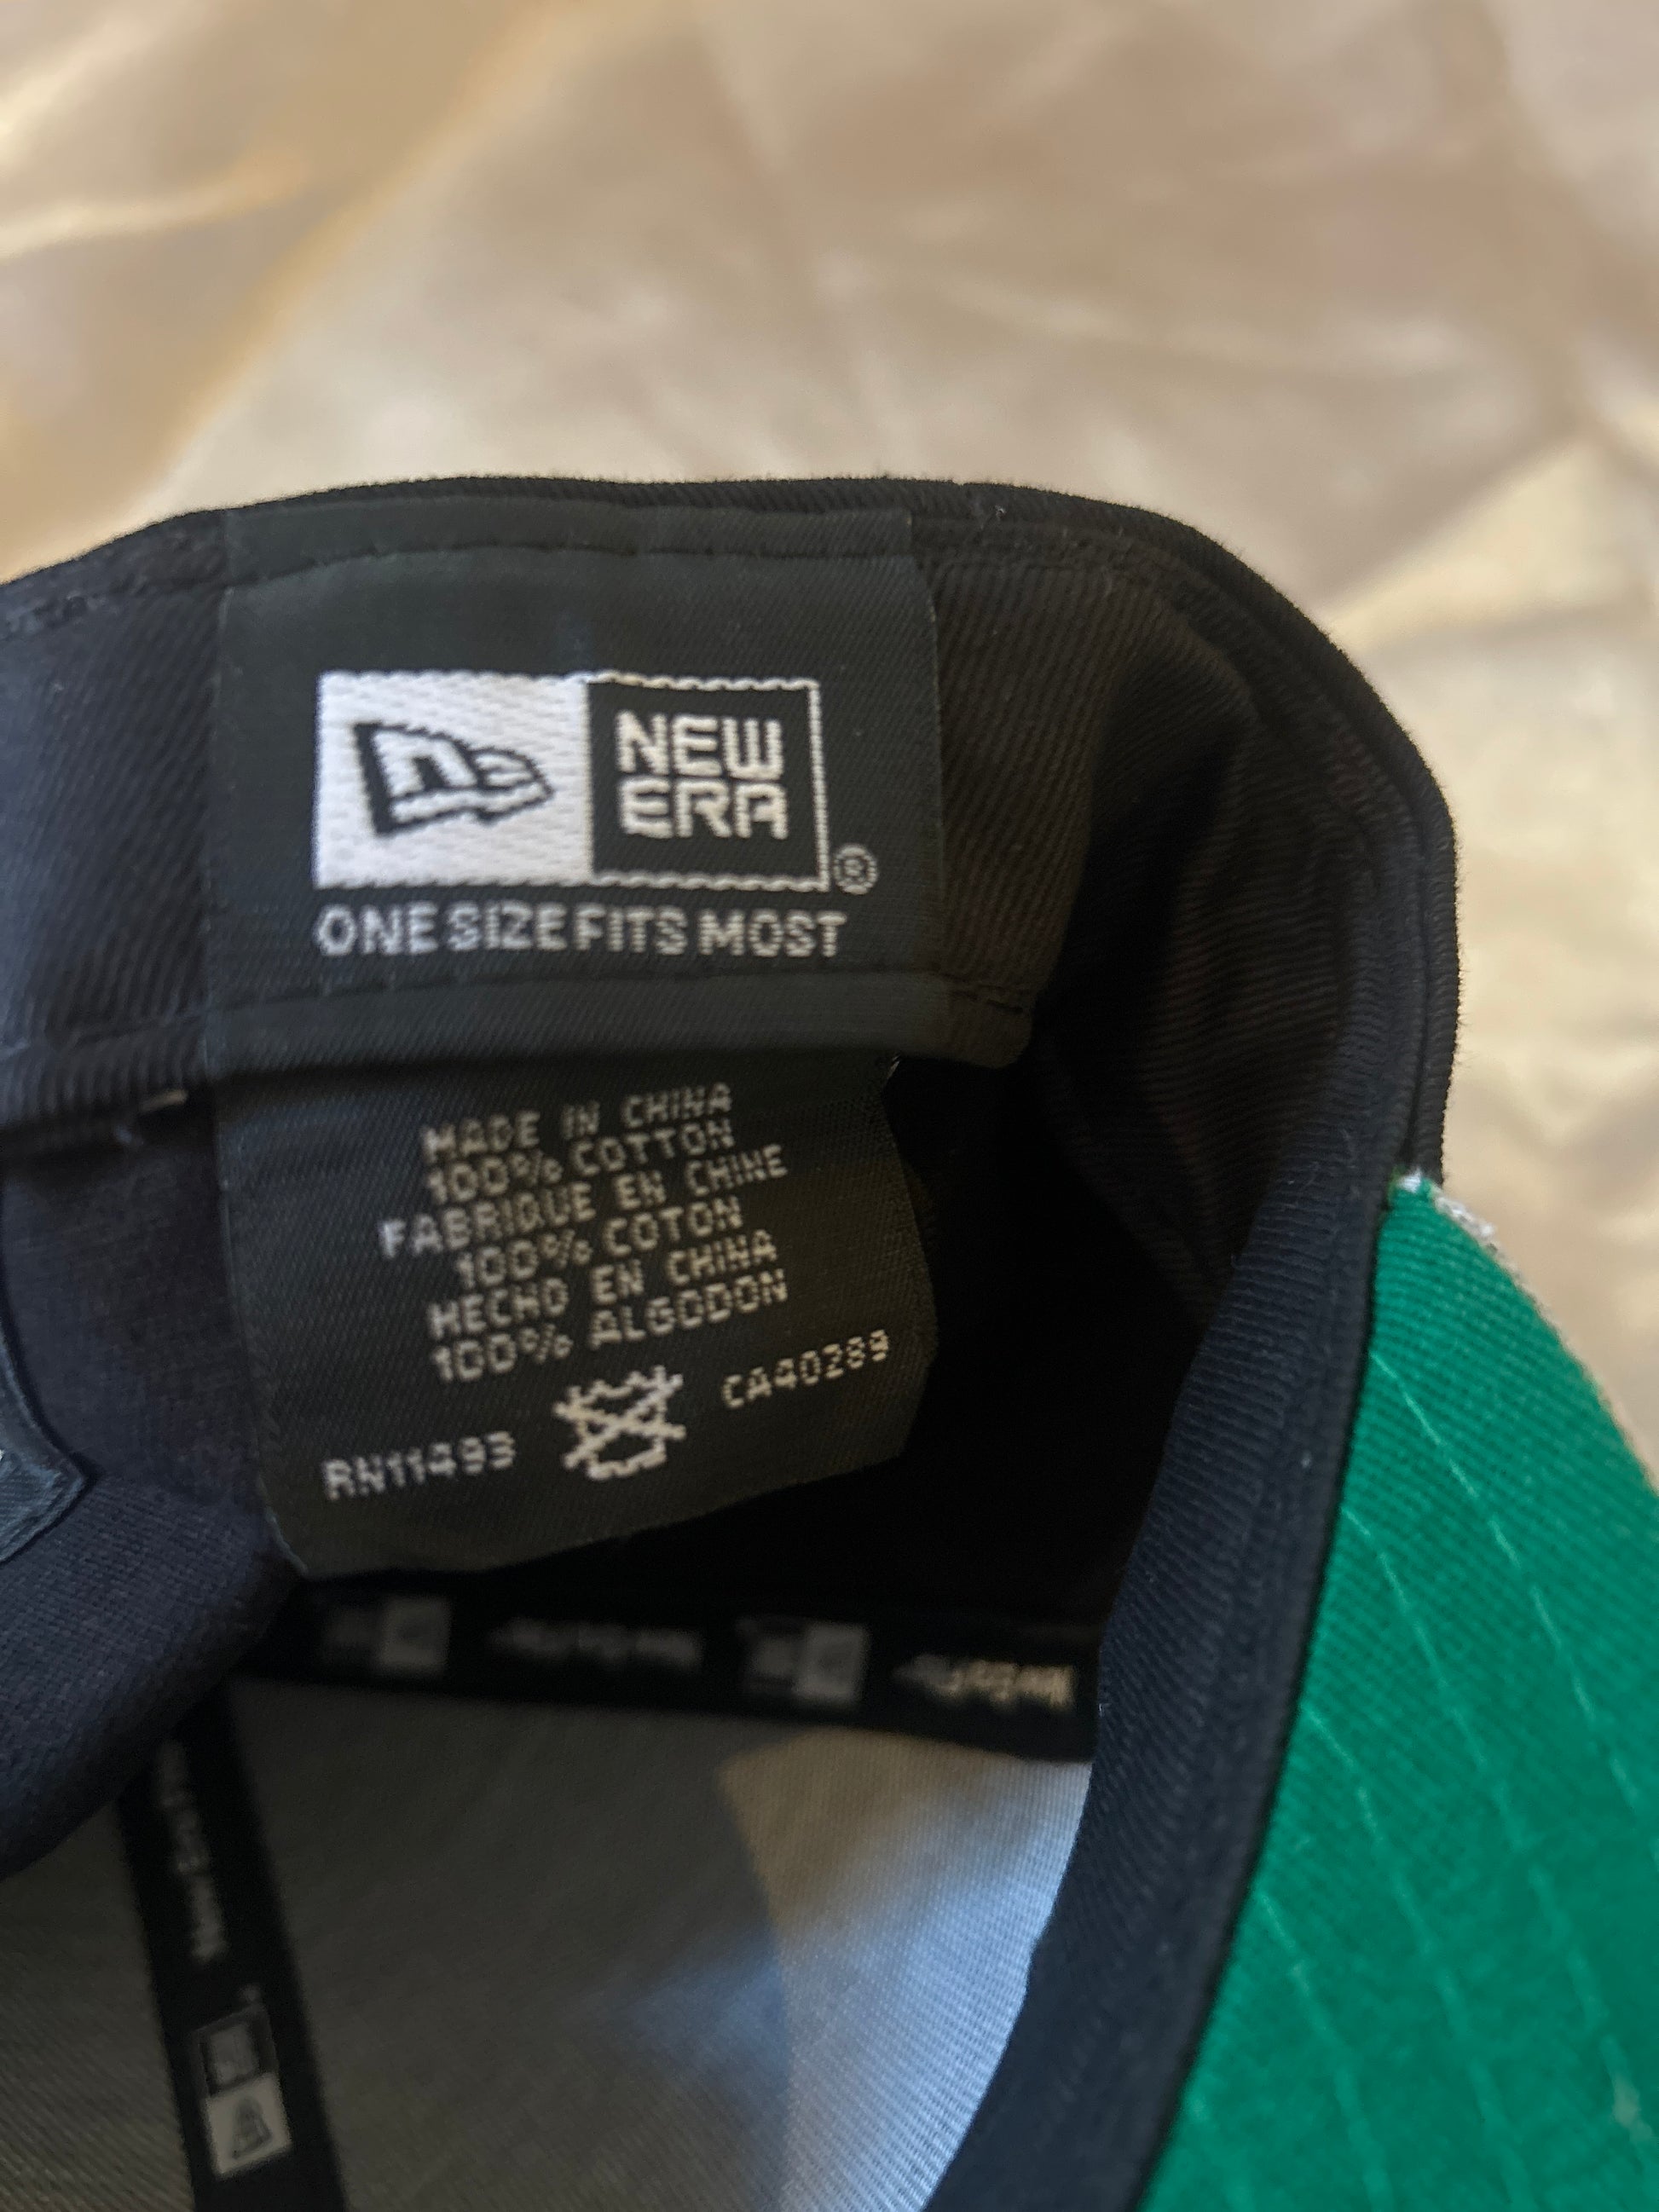 NEW
ERA
®
ONE SIZE FITS MOST
MADE IN CHINA
100% COTTON
FABRIQUE EN CHINE
100% COTON
HECHO EN CHINA
100% ALGODON
RN11493
CA40289